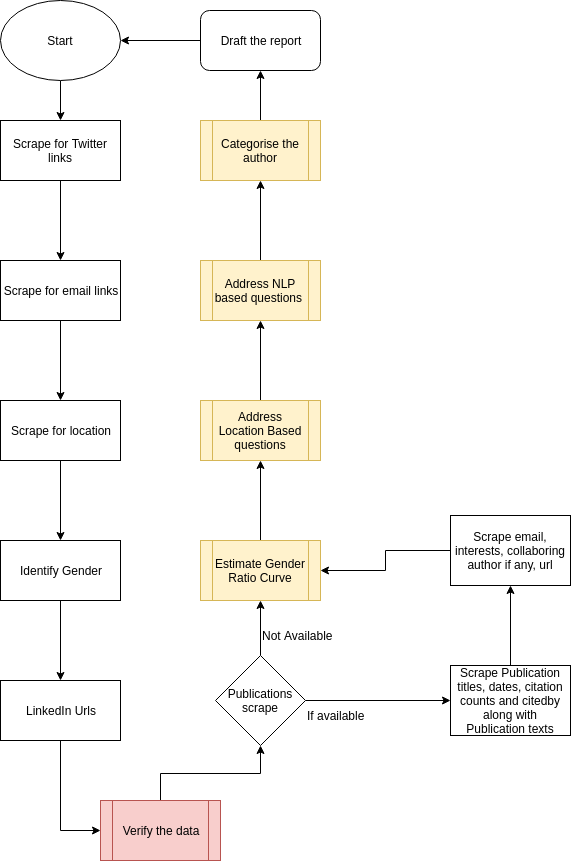 Start
Draft the report
Scrape for Twitter
links
Categorise the
author
Scrape for email links
Address NLP
based questions
Scrape for location
Address
Location Based
questions
Identify Gender
Estimate Gender
Ratio Curve
Scrape email,
interests, collaboring
author if any, url
Not Available
LinkedIn Urls
Publications
scrape
If available
Scrape Publication
titles, dates, citation
counts and citedby
along with
Publication texts
Verify the data